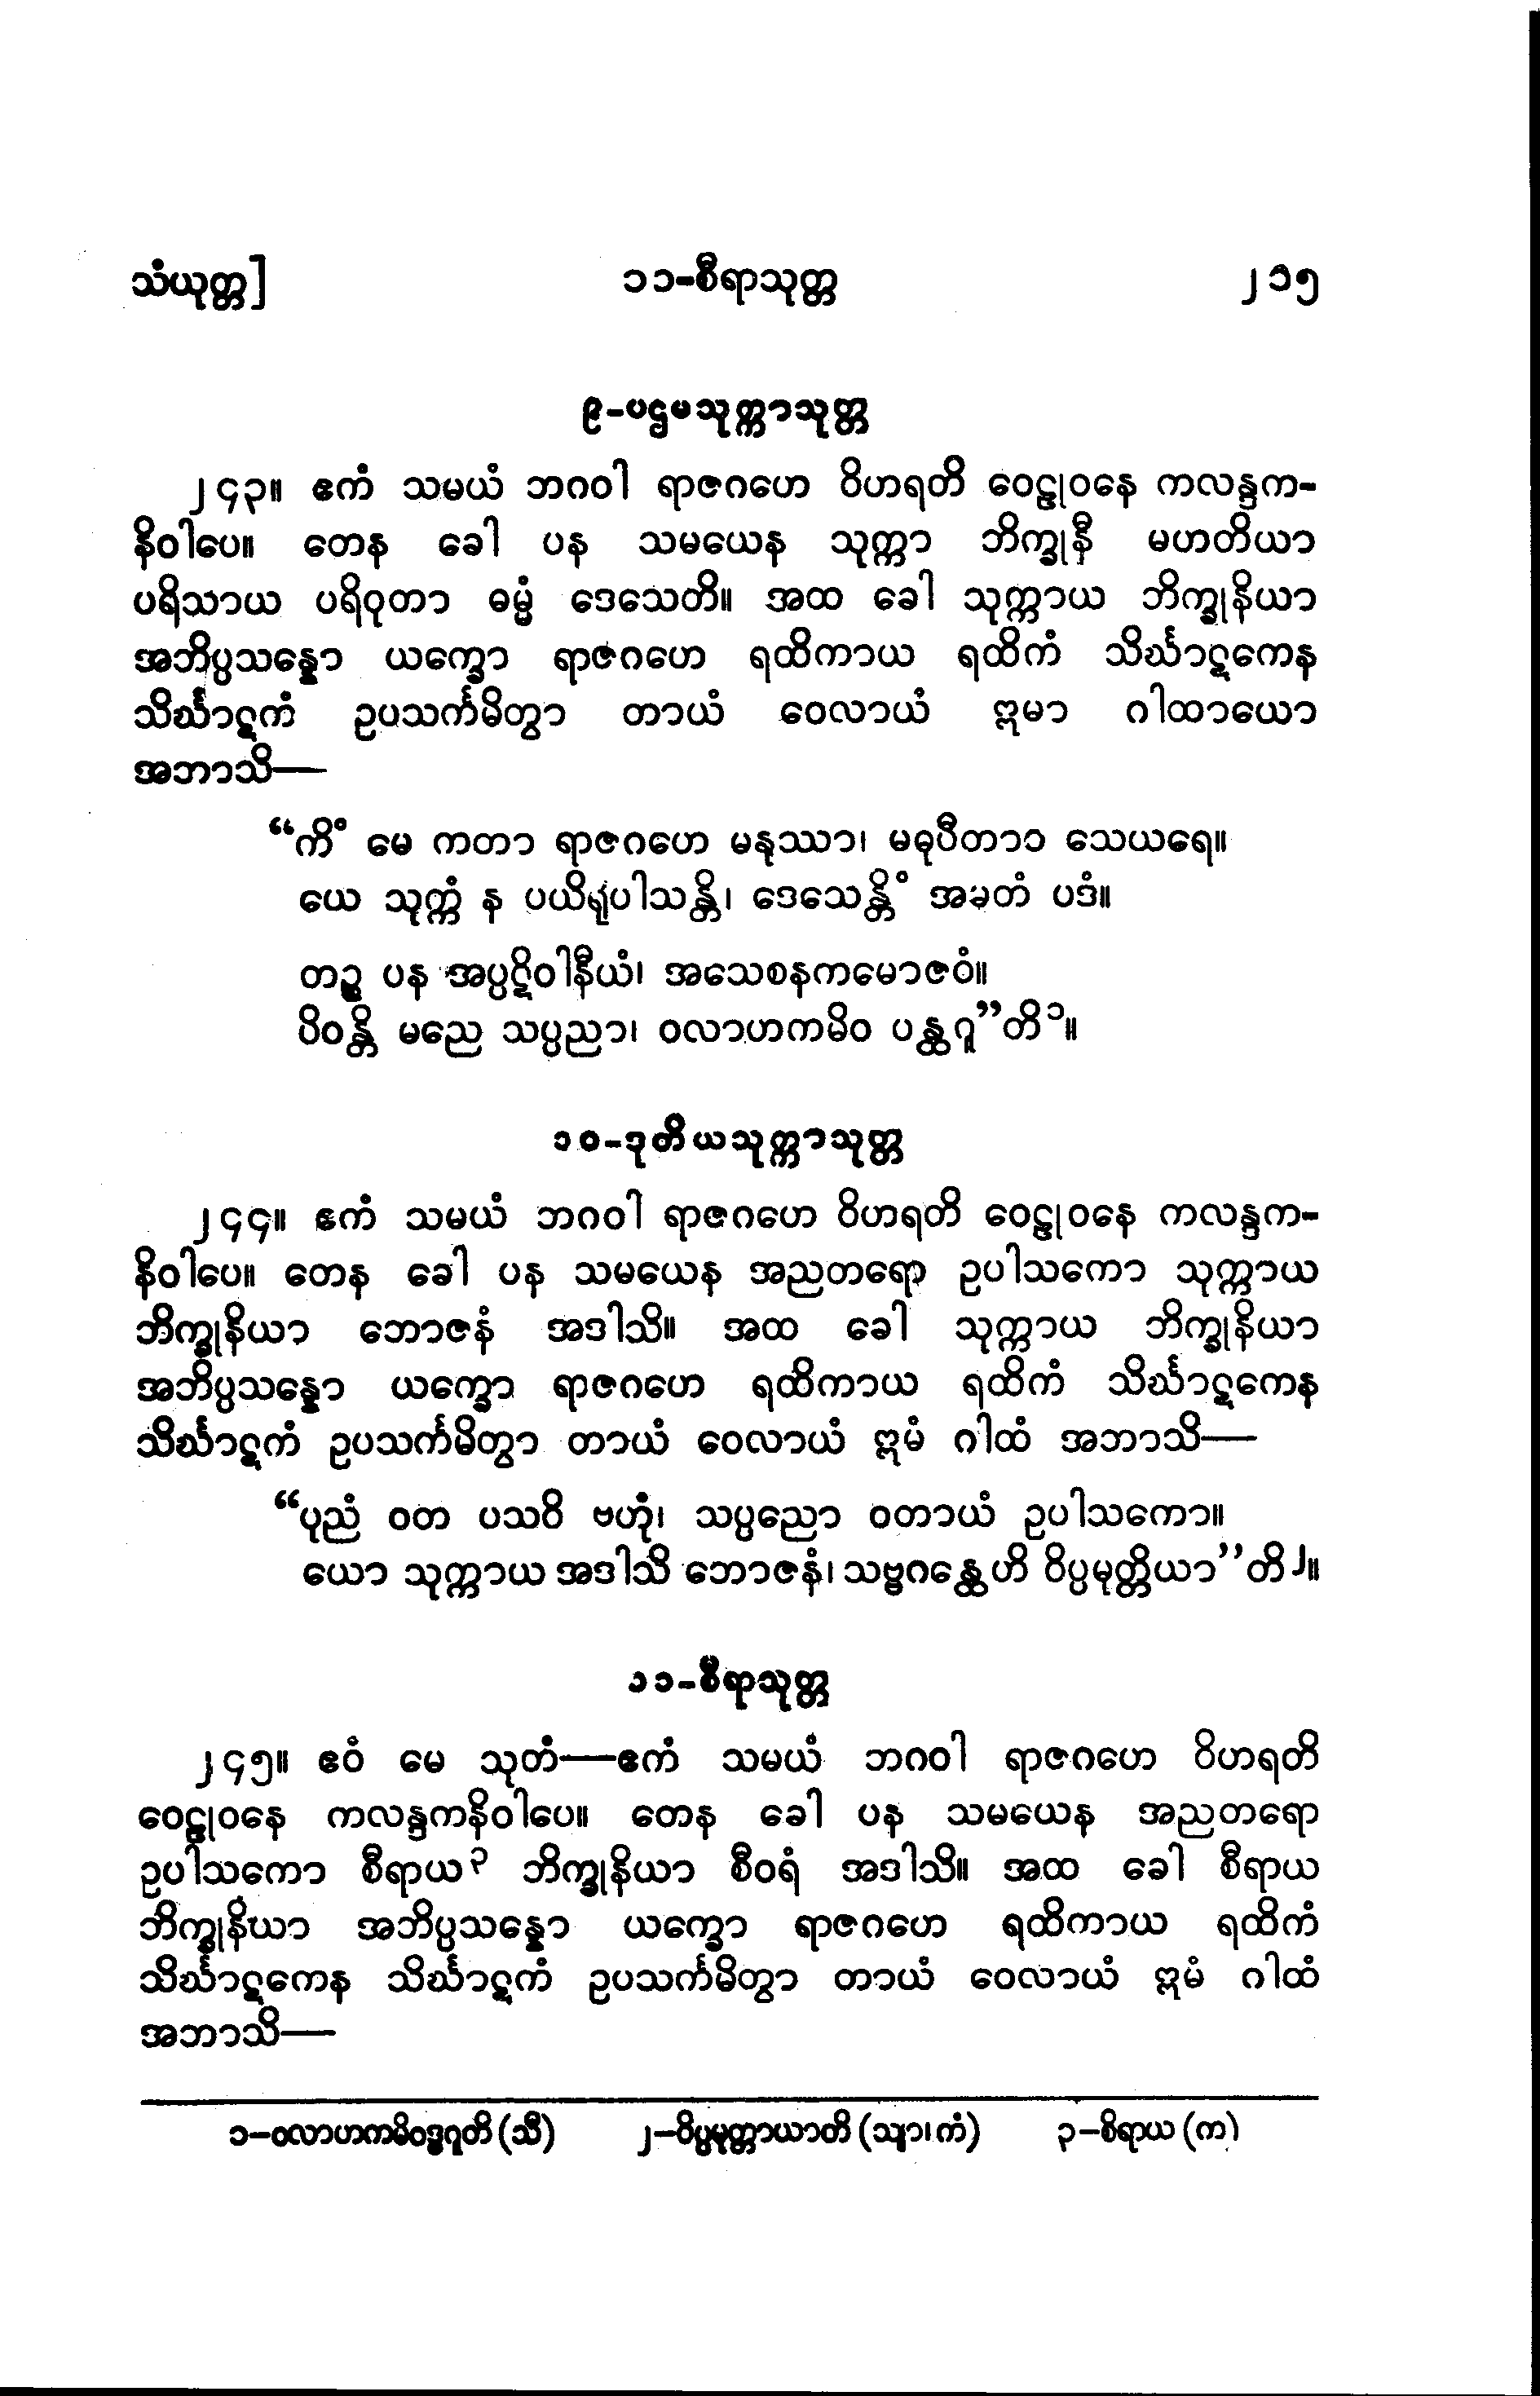 သံယုတ္တ]
၁၁-စီရာသုတ္တ
၂၁၅
၉-ပဌမသုက္ကာသုတ္တ
၂၄၃။ ဧကံ သမယံ ဘဂဝါ ရာဇဂဟေ ဝိဟရတိ ဝေဠုဝနေ ကလန္ဒက-
နိဝါပေ။ တေန ခေါ ပန သမယေန သုက္ကာ ဘိက္ခုနီ မဟတိယာ
ပရိသာယ ပရိဝုတာ ဓမ္မံ ဒေသေတိ။ အထ ခေါ သုက္ကာယ ဘိက္ခုနိယာ
အဘိပ္ပသန္နော ယက္ခော ရာဇဂဟေ ရထိကာယ ရထိကံ သိင်္ဃာဋကေန
သိင်္ဃာဋကံ ဥပသင်္ကမိတွာ တာယံ ဝေလာယံ ဣမာ ဂါထာယော
အဘာသိ—
“ကိံ မေ ကတာ ရာဇဂဟေ မနုဿာ၊ မဓုပီတာဝ သေယရေ။
ယေ သုက္ကံ န ပယိရုပါသန္တိ၊ ဒေသေန္တိံ အမတံ ပဒံ။
တဉ္စ ပန အပ္ပဋိဝါနီယံ၊ အသေစနကမောဇဝံ။
ပိဝန္တိ မညေ သပ္ပညာ၊ ဝလာဟကမိဝ ပန္ထဂူ”တိ၁။
၁၀-ဒုတိယသုက္ကာသုတ္တ
၂၄၄။ ဧကံ သမယံ ဘဂဝါ ရာဇဂဟေ ဝိဟရတိ ဝေဠုဝနေ ကလန္ဒက-
နိဝါပေ။ တေန ခေါ ပန သမယေန အညတရော ဥပါသကော သုက္ကာယ
ဘိက္ခုနိယာ ဘောဇနံ အဒါသိ။ အထ ခေါ သုက္ကာယ ဘိက္ခုနိယာ
အဘိပ္ပသန္နော ယက္ခော ရာဇဂဟေ ရထိကာယ ရထိကံ သိင်္ဃာဋကေန
သိင်္ဃာဋကံ ဥပသင်္ကမိတွာ တာယံ ဝေလာယံ ဣမံ ဂါထံ အဘာသိ—
“ပုညံ ဝတ ပသဝိ ဗဟုံ၊ သပ္ပညော ဝတာယံ ဥပါသကော။
ယော သုက္ကာယ အဒါသိ ဘောဇနံ၊ သဗ္ဗဂန္ထေဟိ ဝိပ္ပမုတ္တိယာ”တိ၂။
၁၁-စီရာသုတ္တ
၂၄၅။ ဧဝံ မေ သုတံ—ဧကံ သမယံ ဘဂဝါ ရာဇဂဟေ ဝိဟရတိ
ဝေဠုဝနေ ကလန္ဒကနိဝါပေ။ တေန ခေါ ပန သမယေန အညတရော
ဥပါသကော စီရာယ၃ ဘိက္ခုနိယာ စီဝရံ အဒါသိ။ အထ ခေါ စီရာယ
ဘိက္ခုနိယာ အဘိပ္ပသန္နော ယက္ခော ရာဇဂဟေ ရထိကာယ ရထိကံ
သိင်္ဃာဋကေန သိင်္ဃာဋကံ ဥပသင်္ကမိတွာ တာယံ ဝေလာယံ ဣမံ ဂါထံ
အဘာသိ—
၁—ဝလာဟကမိဝဒ္ဓဂူတိ (သီ) ၂—ဝိပ္ပမုတ္တာယာတိ (သျာ၊ ကံ) ၃—စိရာယ (က)